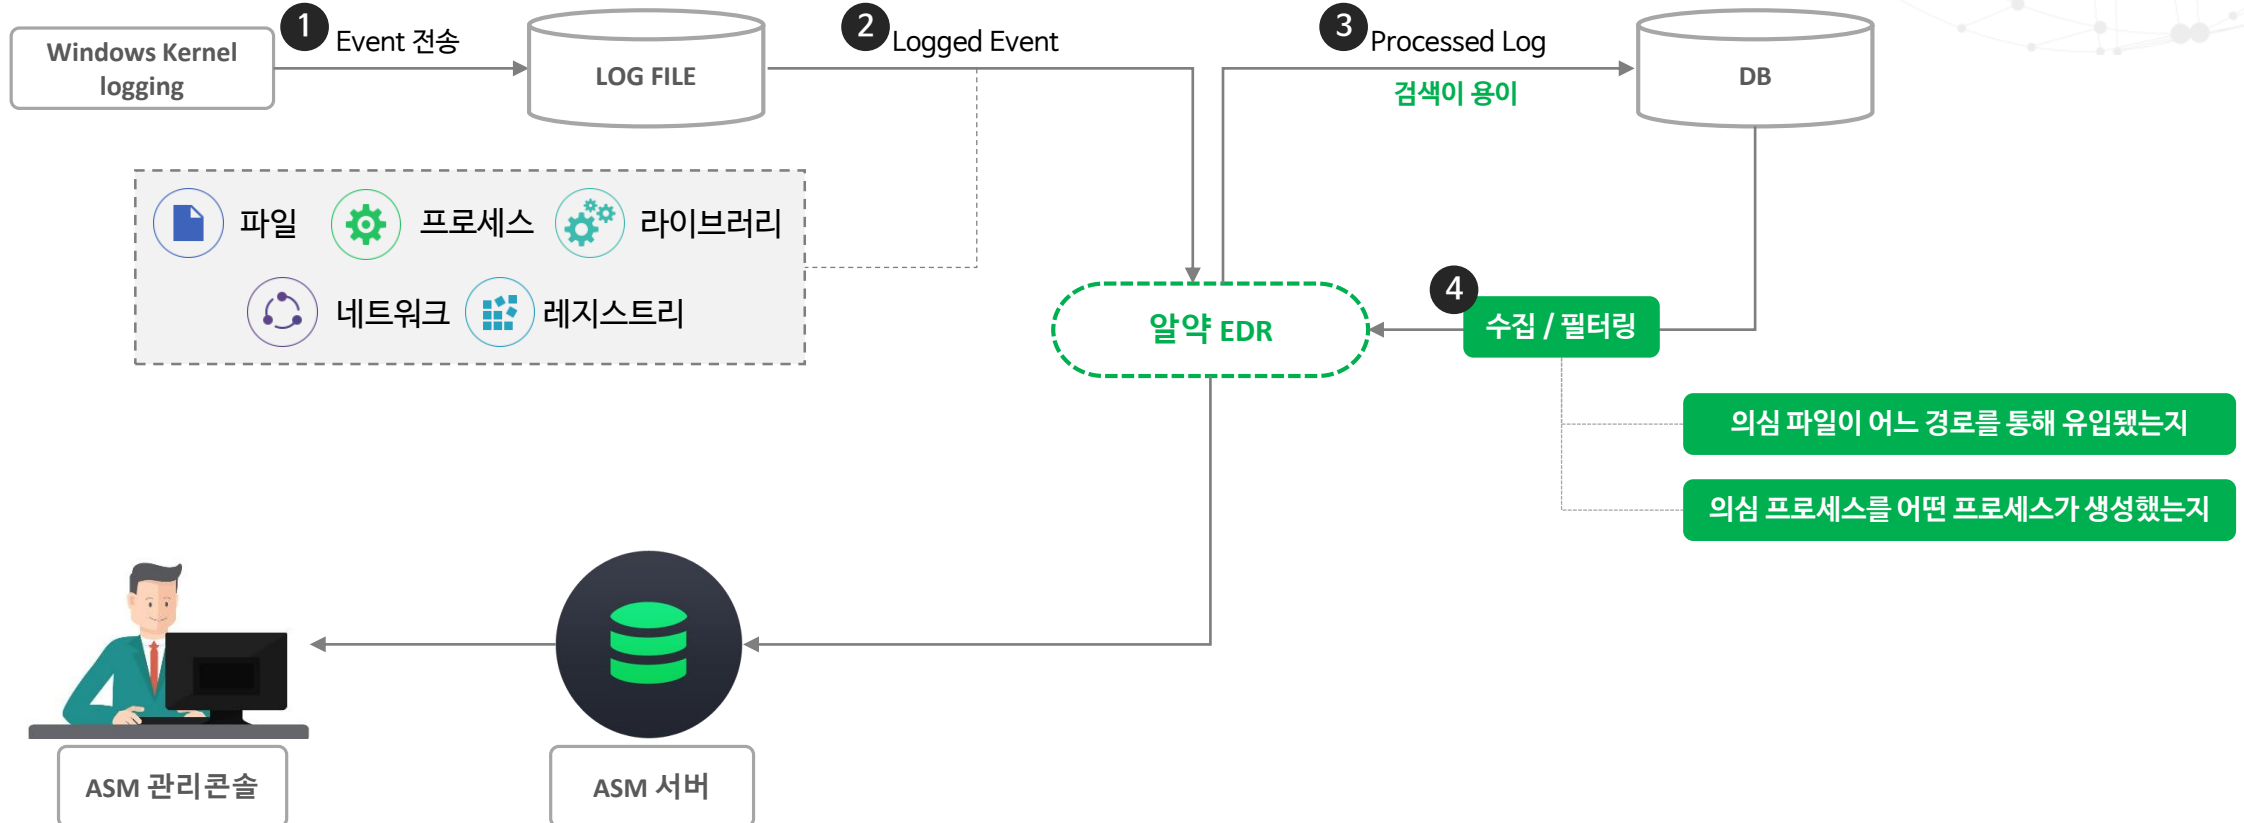 1
Event 전송
2
Logged Event
3
Processed Log
Windows Kernel
logging
LOG FILE
검색이 용이
DB
파일
프로세스
라이브러리
네트워크
레지스트리
알약 EDR
4
수집 / 필터링
의심 파일이 어느 경로를 통해 유입됐는지
의심 프로세스를 어떤 프로세스가 생성했는지
ASM 관리콘솔
ASM 서버